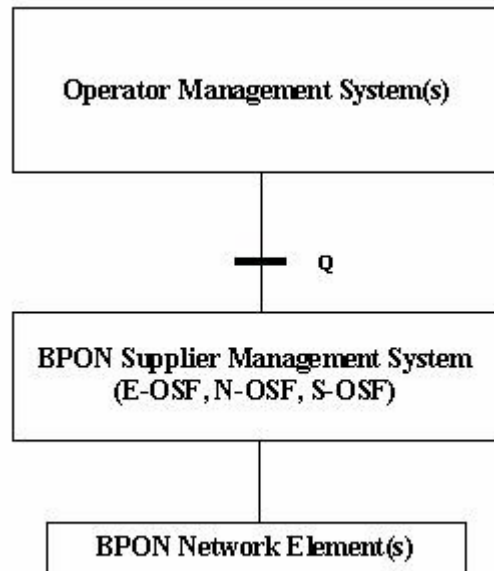 Operator Management System(s)
Q
BPON Supplier Management System
(E-OSF, N-OSF, S-OSF)
BPON Network Element(s)